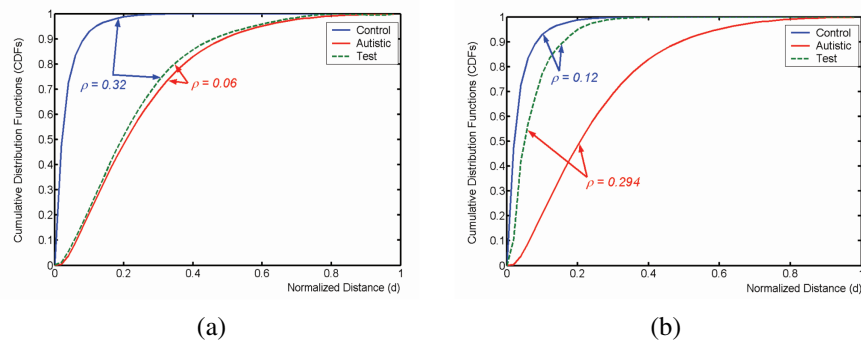 Cumulative Distribution Functions (CDFs)
1
0.9
0.8
0.7
0.6
0.5
0.4
0.3
0.2
0.1
0
Control
Autistic
Test
ρ = 0.32
ρ = 0.06
0 0.2 0.4 0.6 0.8 1
Normalized Distance (d)
(a)
Cumulative Distribution Functions (CDFs)
1
0.9
0.8
0.7
0.6
0.5
0.4
0.3
0.2
0.1
0
Control
Autistic
Test
ρ = 0.12
ρ = 0.294
0 0.2 0.4 0.6 0.8 1
Normalized Distance (d)
(b)